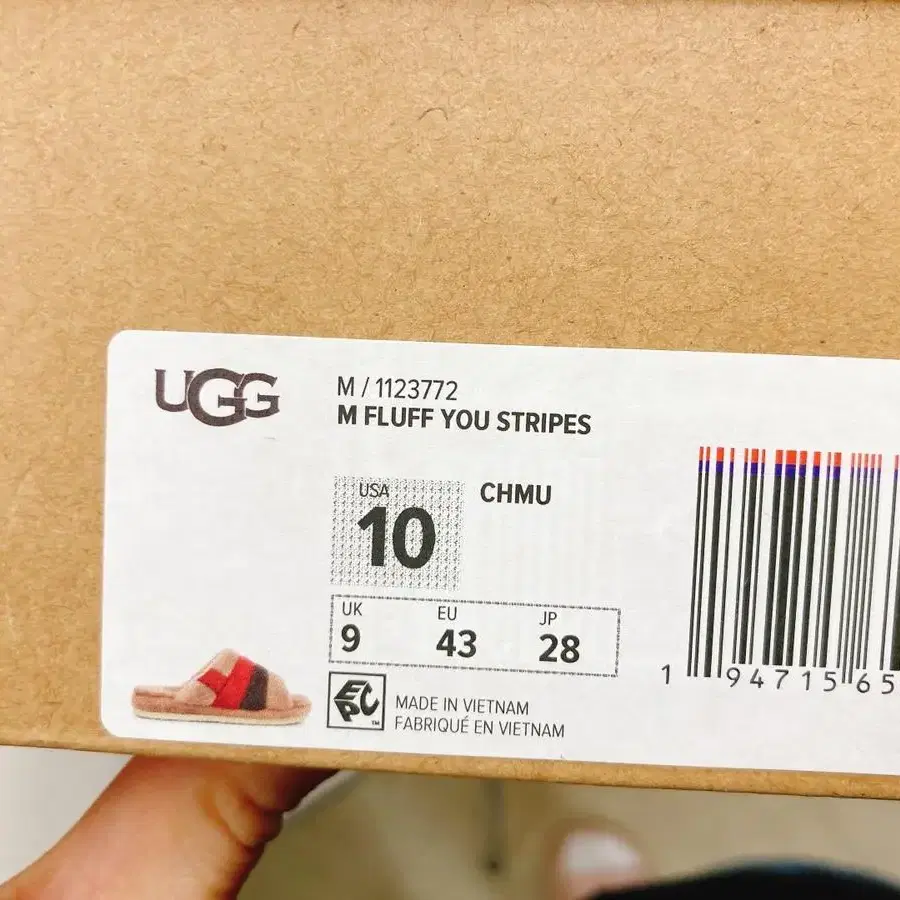 UGG
M / 1123772
M FLUFF YOU STRIPES
USA
10
CHMU
UK EU JP
9 43 28
EPC TM
MADE IN VIETNAM
FABRIQUÉ EN VIETNAM
1 94715 65